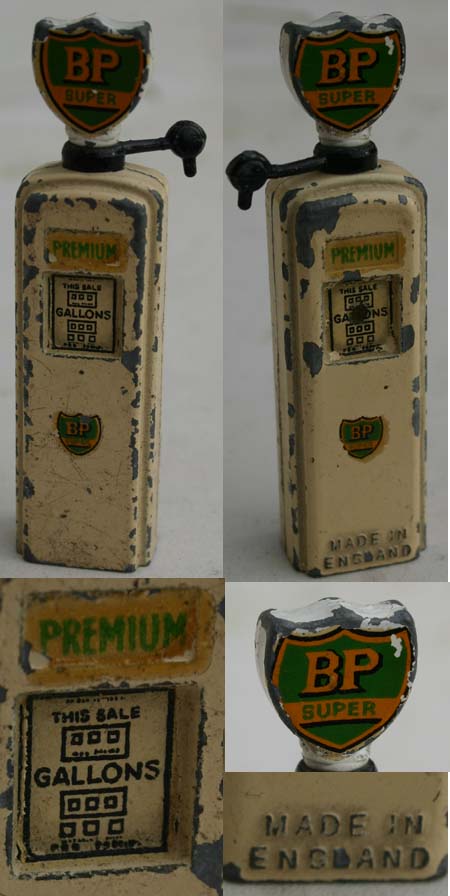 BP
SUPER
PREMIUM
THIS SALE
GALLONS
BP
BP
SUPER
PREMIUM
THIS SALE
GALLONS
BP
MADE IN
ENGLAND
PREMIUM
THIS SALE
GALLONS
BP
SUPER
MADE IN
ENGLAND